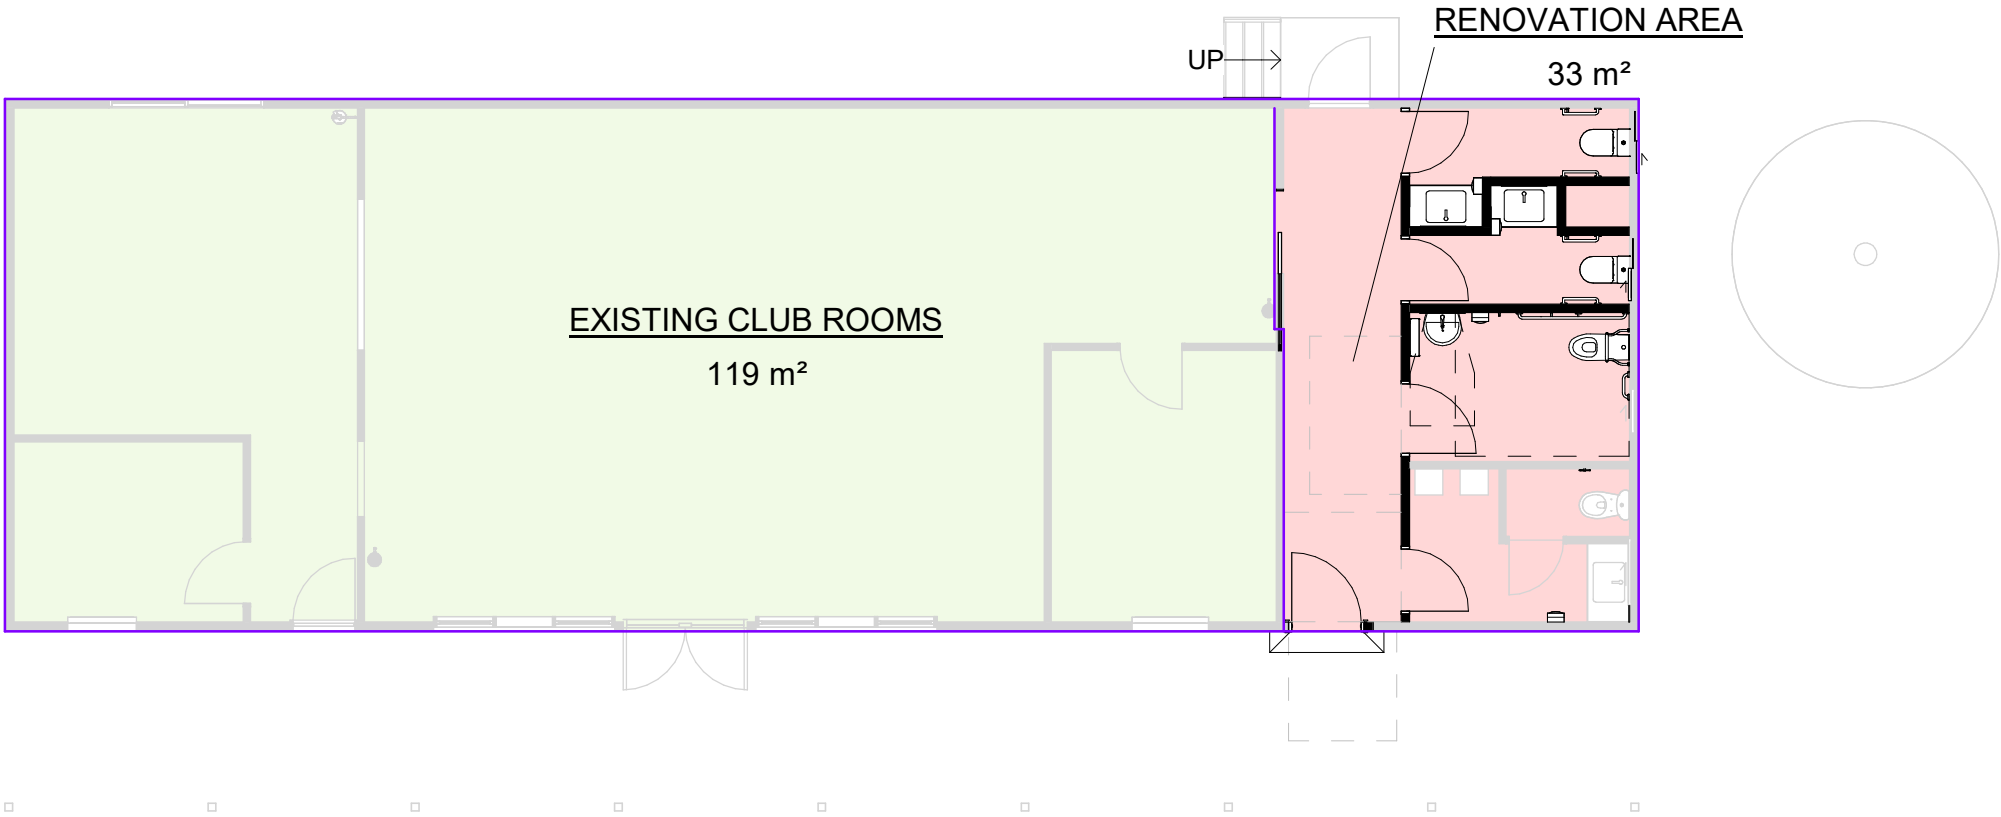 RENOVATION AREA
33 m²
UP
EXISTING CLUB ROOMS
119 m²